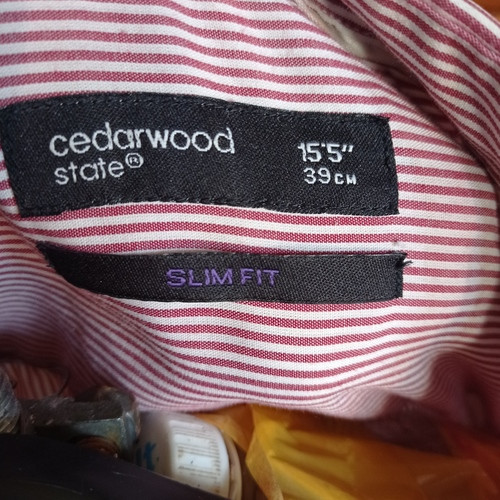 cedarwood
state®
15'5"
39CM
SLIM FIT